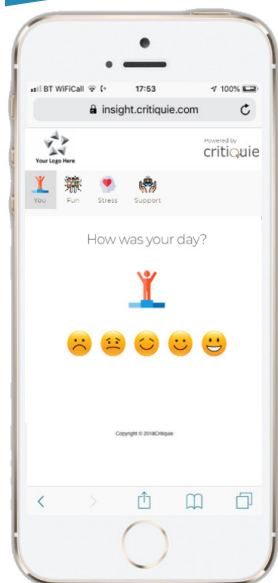 BT WiFiCall 17:53 100%
insight.critiquie.com
Your Logo Here
Powered by
critiquie
You Fun Stress Support
How was your day?
Copyright © 2018Critiquie